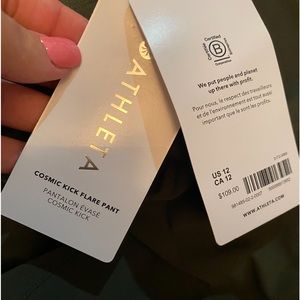 ATHLETA
COSMIC KICK FLARE PANT
PANTALON ÉVASÉ
COSMIC KICK
Certified
B
Corporation
We put people and planet
up there with profit.
Pour nous, le respect des travailleurs
et de l'environnement est tout aussi
important que le sont les profits.
US 12
CA 12
$109.00
WWW.ATHLETA.COM